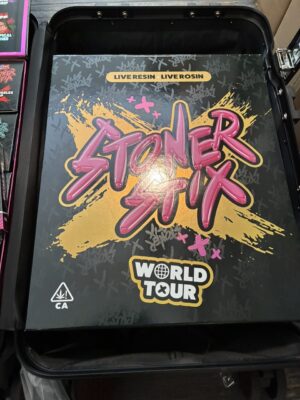 LIVE RESIN LIVE ROSIN
STONER
STIX
WORLD
TOUR
CA